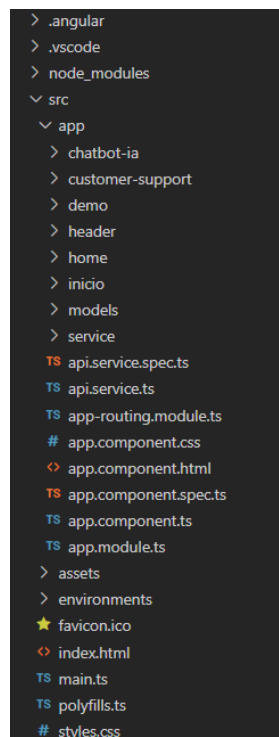 .angular
.vscode
node_modules
src
app
chatbot-ia
customer-support
demo
header
home
inicio
models
service
TS api.service.spec.ts
TS api.service.ts
TS app-routing.module.ts
# app.component.css
<> app.component.html
TS app.component.spec.ts
TS app.component.ts
TS app.module.ts
assets
environments
favicon.ico
<> index.html
TS main.ts
TS polyfills.ts
# styles.css